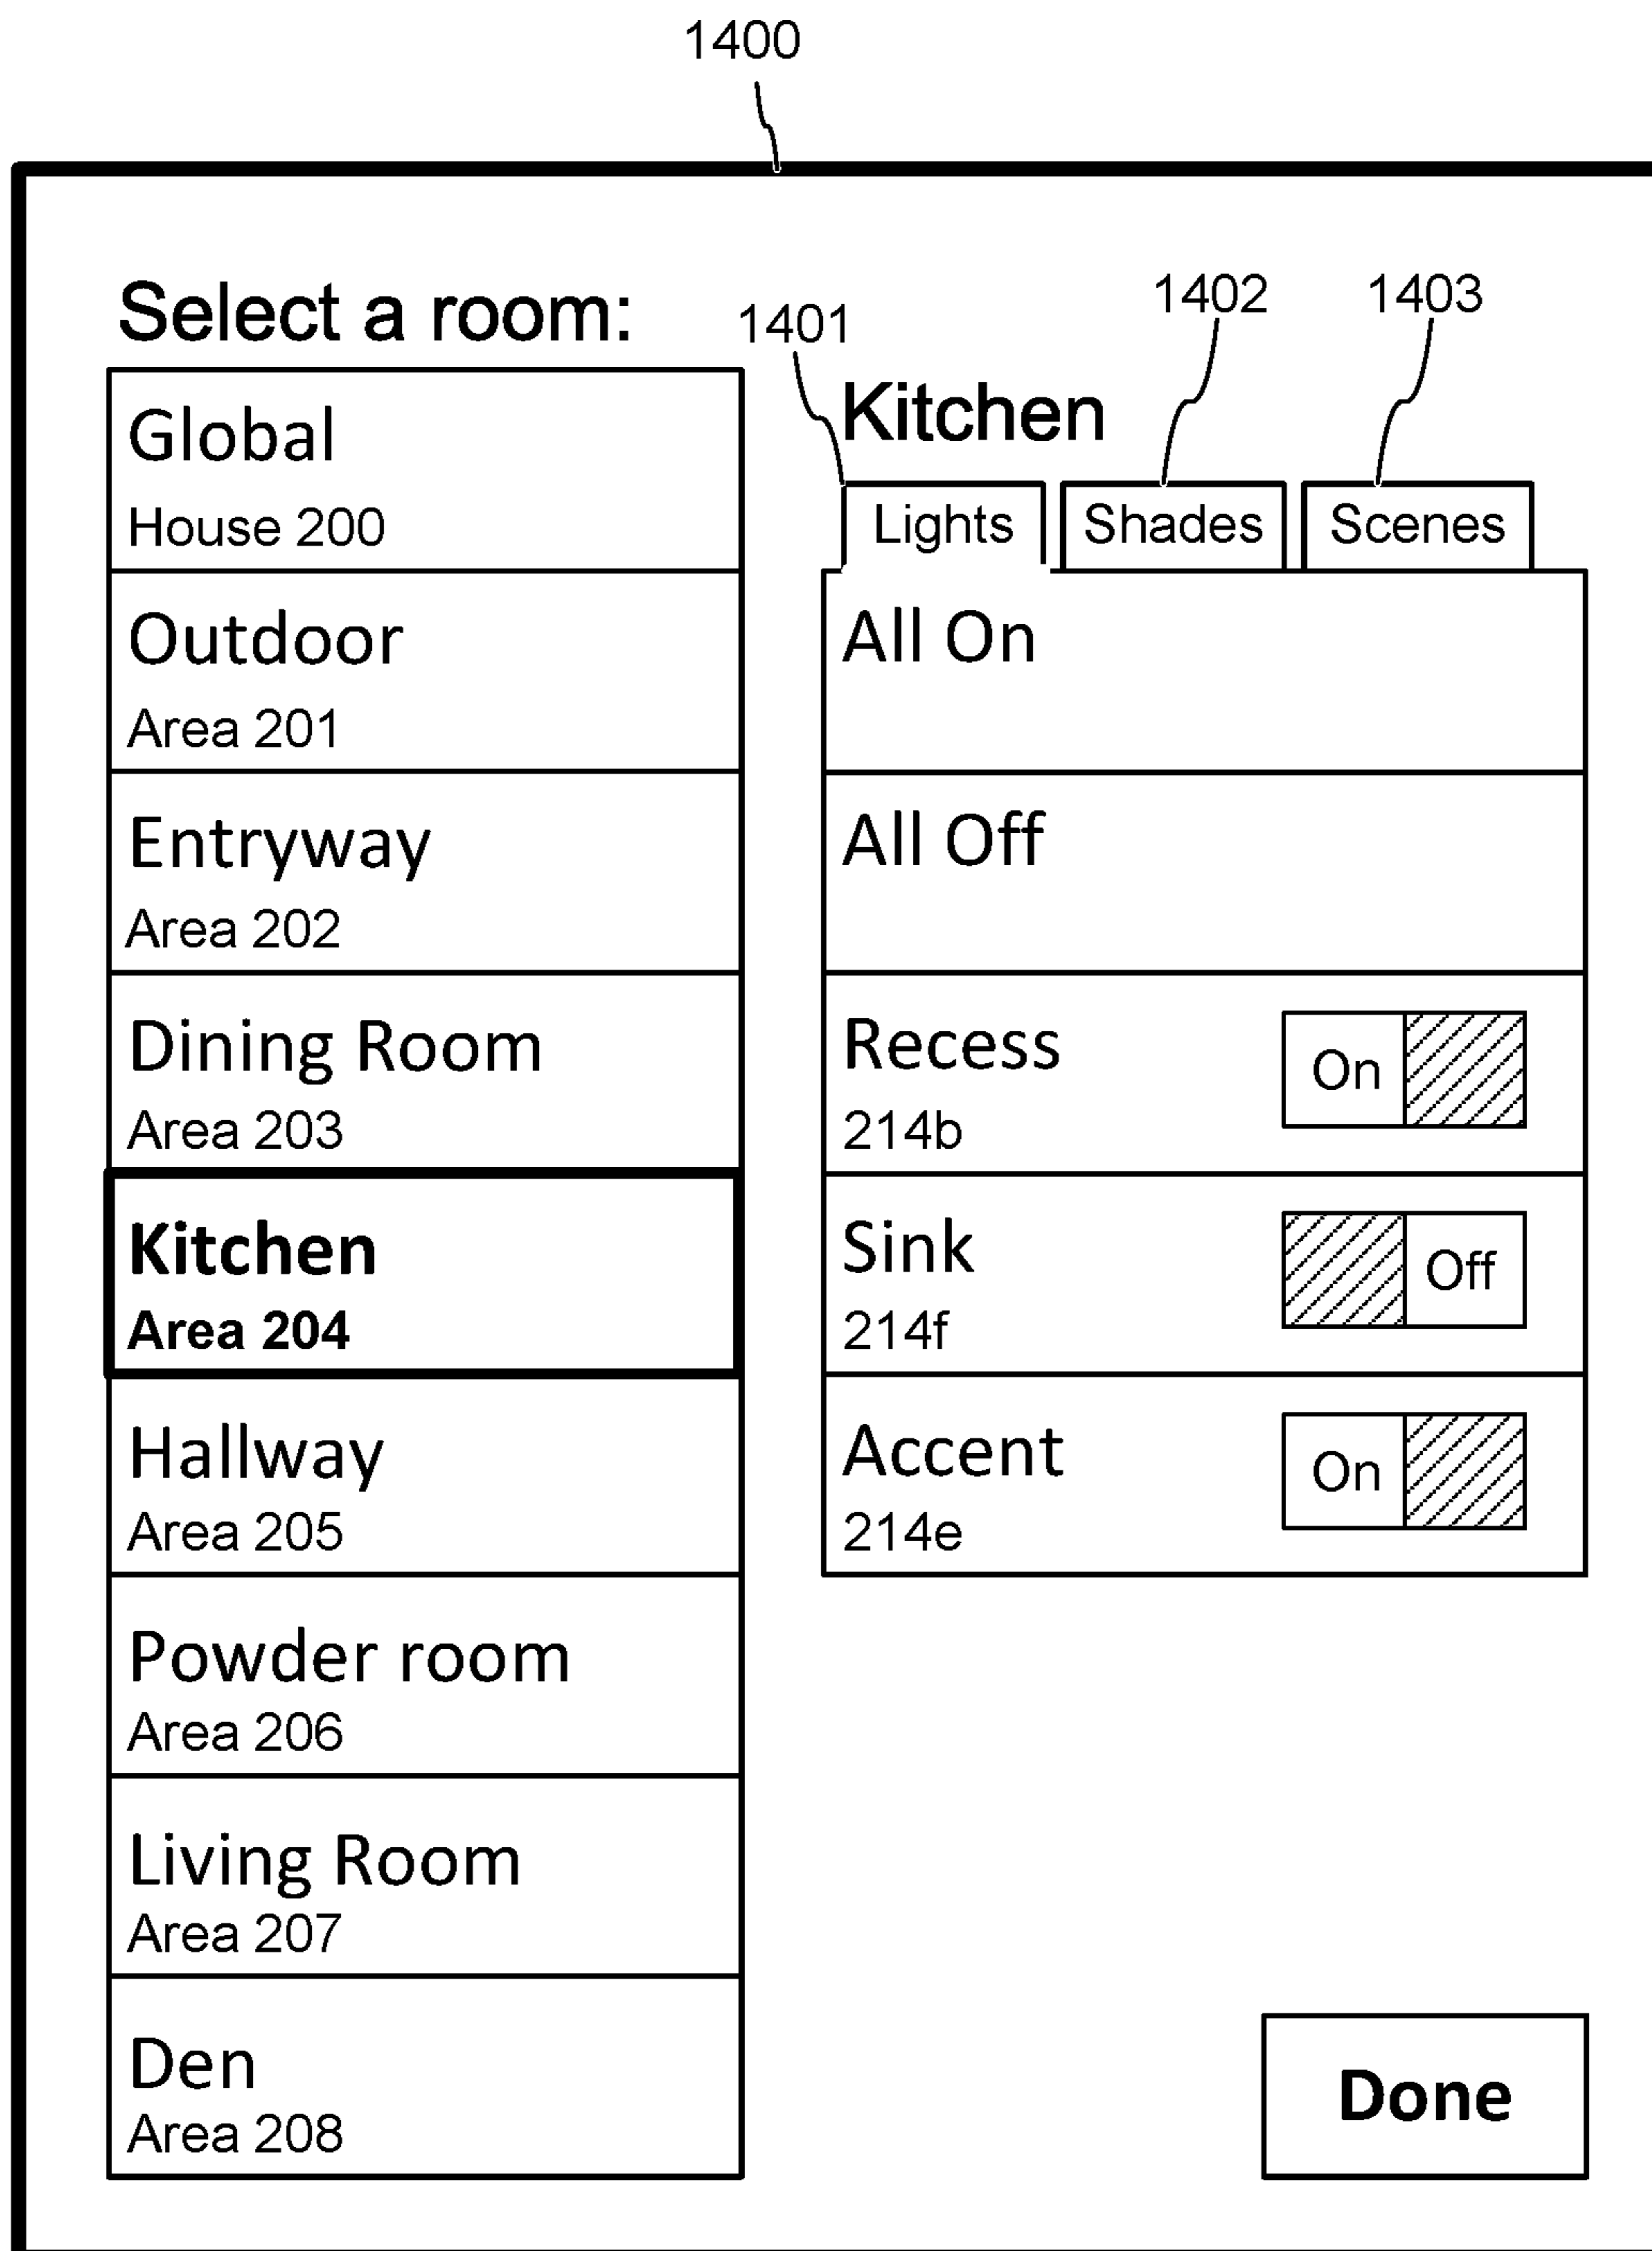 1400
Select a room:
Global
House 200
Outdoor
Area 201
Entryway
Area 202
Dining Room
Area 203
Kitchen
Area 204
Hallway
Area 205
Powder room
Area 206
Living Room
Area 207
Den
Area 208
1401
1402
1403
Kitchen
Lights
Shades
Scenes
All On
All Off
Recess
214b
On
Sink
214f
Off
Accent
214e
On
Done